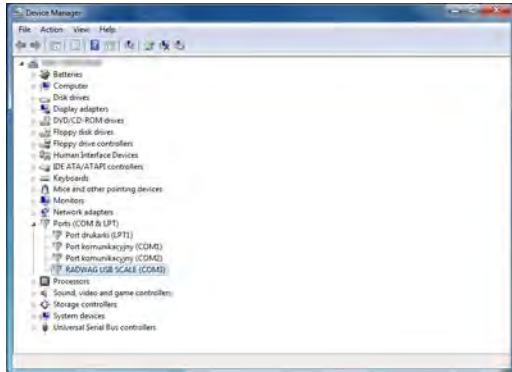 Device Manager
File Action View Help
Batteries
Computer
Disk drives
Display adapters
DVD/CD-ROM drives
Floppy disk drives
Floppy drive controllers
Human Interface Devices
IDE ATA/ATAPI controllers
Keyboards
Mice and other pointing devices
Monitors
Network adapters
Ports (COM & LPT)
Port drukarki (LPT1)
Port komunikacyjny (COM1)
Port komunikacyjny (COM2)
RADWAG USB SCALE (COM3)
Processors
Sound, video and game controllers
Storage controllers
System devices
Universal Serial Bus controllers